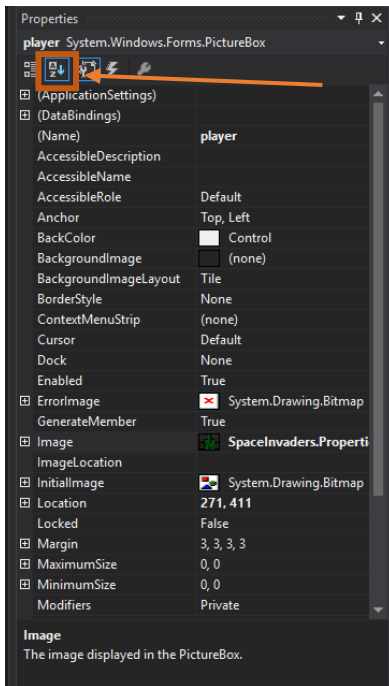 Properties
player System.Windows.Forms.PictureBox
(ApplicationSettings)
(DataBindings)
(Name) player
AccessibleDescription
AccessibleName
AccessibleRole Default
Anchor Top, Left
BackColor Control
BackgroundImage (none)
BackgroundImageLayout Tile
BorderStyle None
ContextMenuStrip (none)
Cursor Default
Dock None
Enabled True
ErrorImage System.Drawing.Bitmap
GenerateMember True
Image SpaceInvaders.Properti
ImageLocation
InitialImage System.Drawing.Bitmap
Location 271, 411
Locked False
Margin 3, 3, 3, 3
MaximumSize 0, 0
MinimumSize 0, 0
Modifiers Private
Image
The image displayed in the PictureBox.